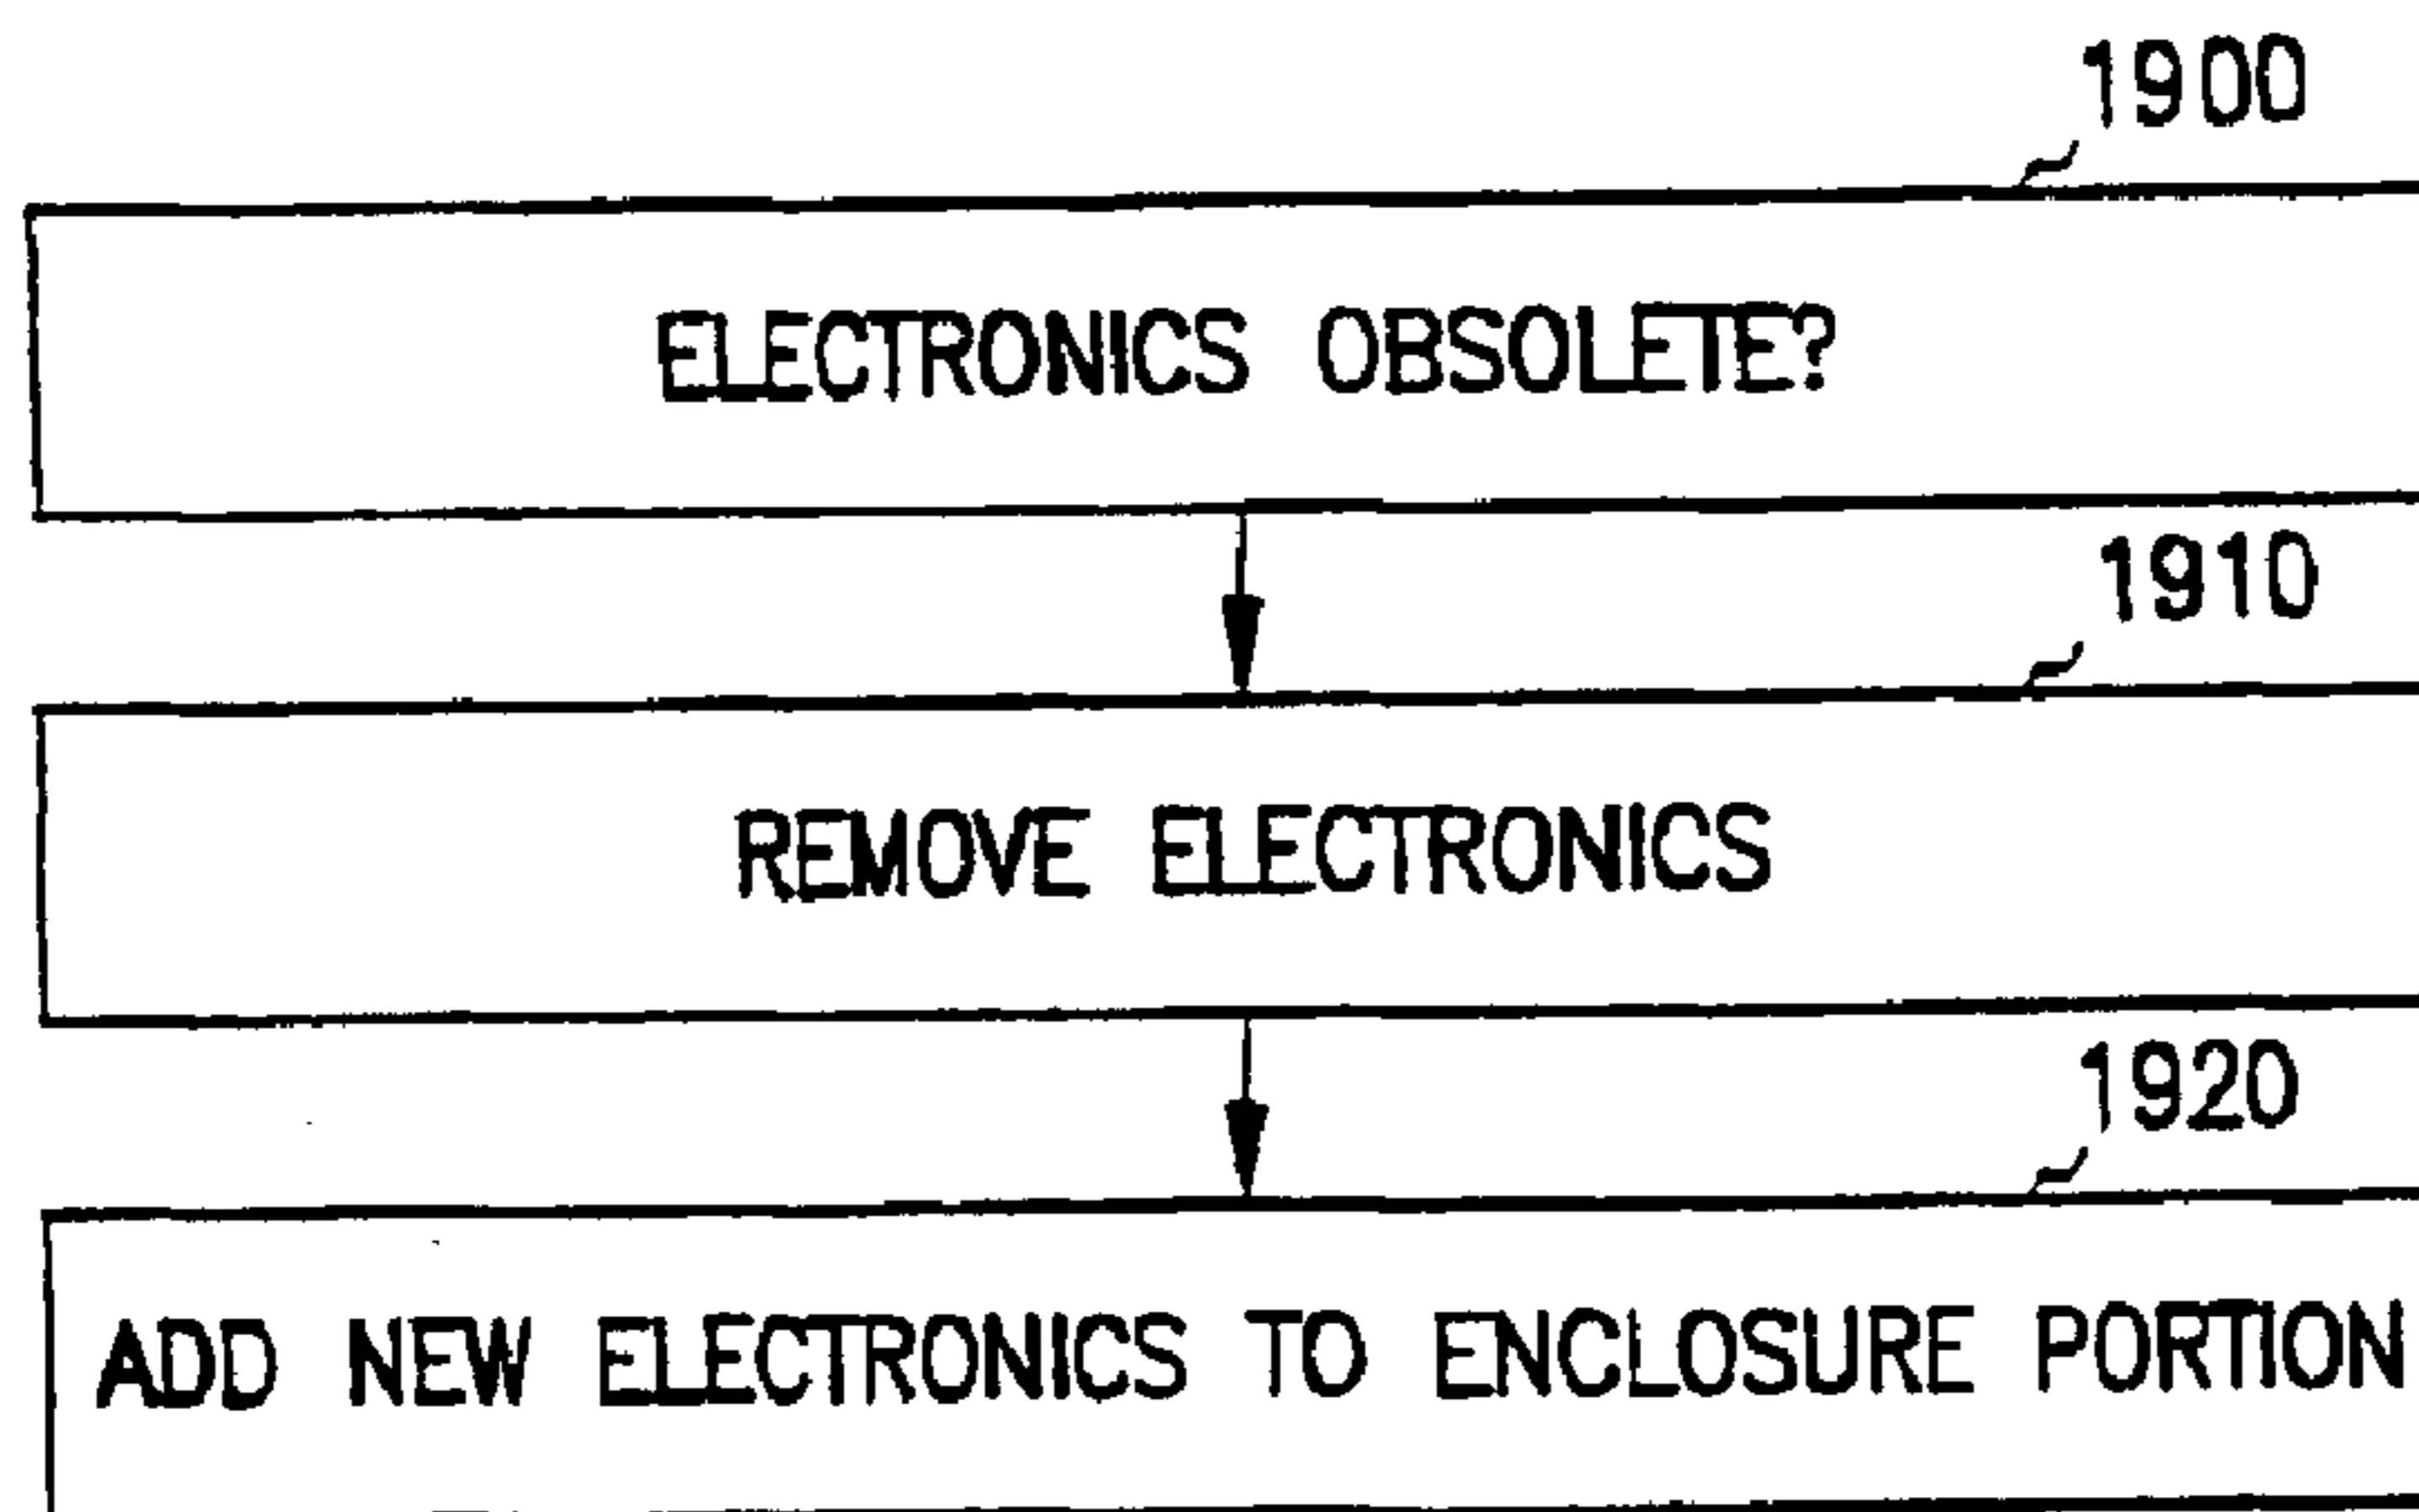 1900
ELECTRONICS OBSOLETE?
1910
REMOVE ELECTRONICS
1920
ADD NEW ELECTRONICS TO ENCLOSURE PORTION